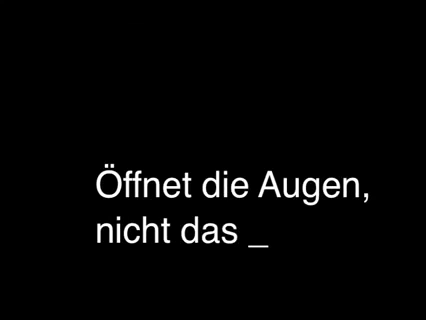 Öffnet die Augen,
nicht das _